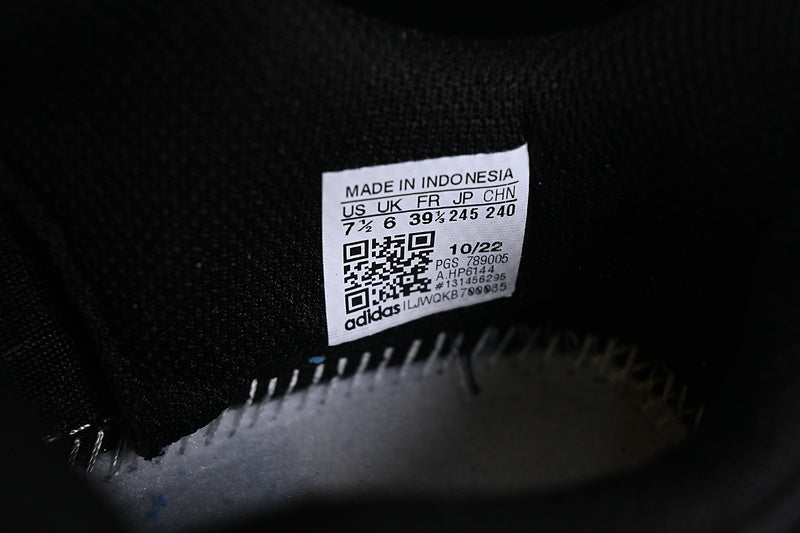 MADE IN INDONESIA
US UK FR JP CHN
7½ 6 39⅓ 245 240
10/22
PGS 789005
A.HP6144
#131456295
adidas ILJWQKB700085